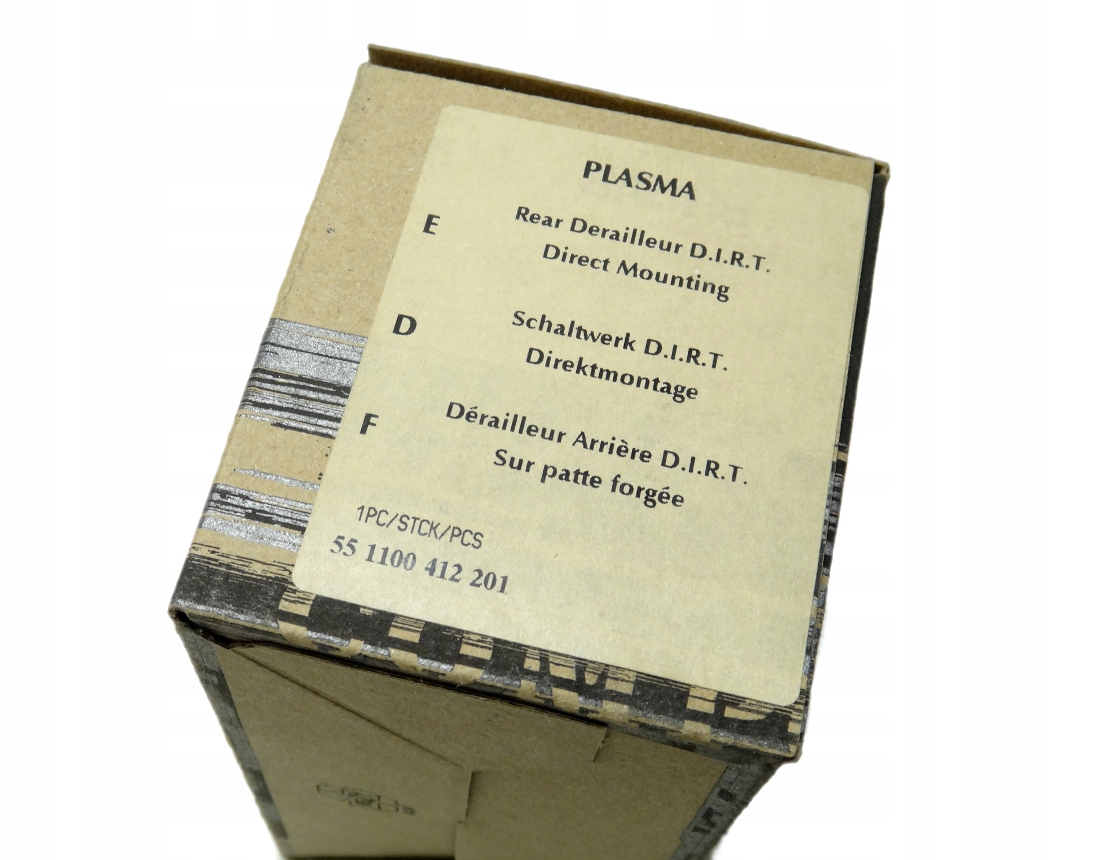 PLASMA
E
Rear Derailleur D.I.R.T.
Direct Mounting
D
Schaltwerk D.I.R.T.
Direktmontage
F
Dérailleur Arrière D.I.R.T.
Sur patte forgée
1PC/STCK/PCS
55 1100 412 201